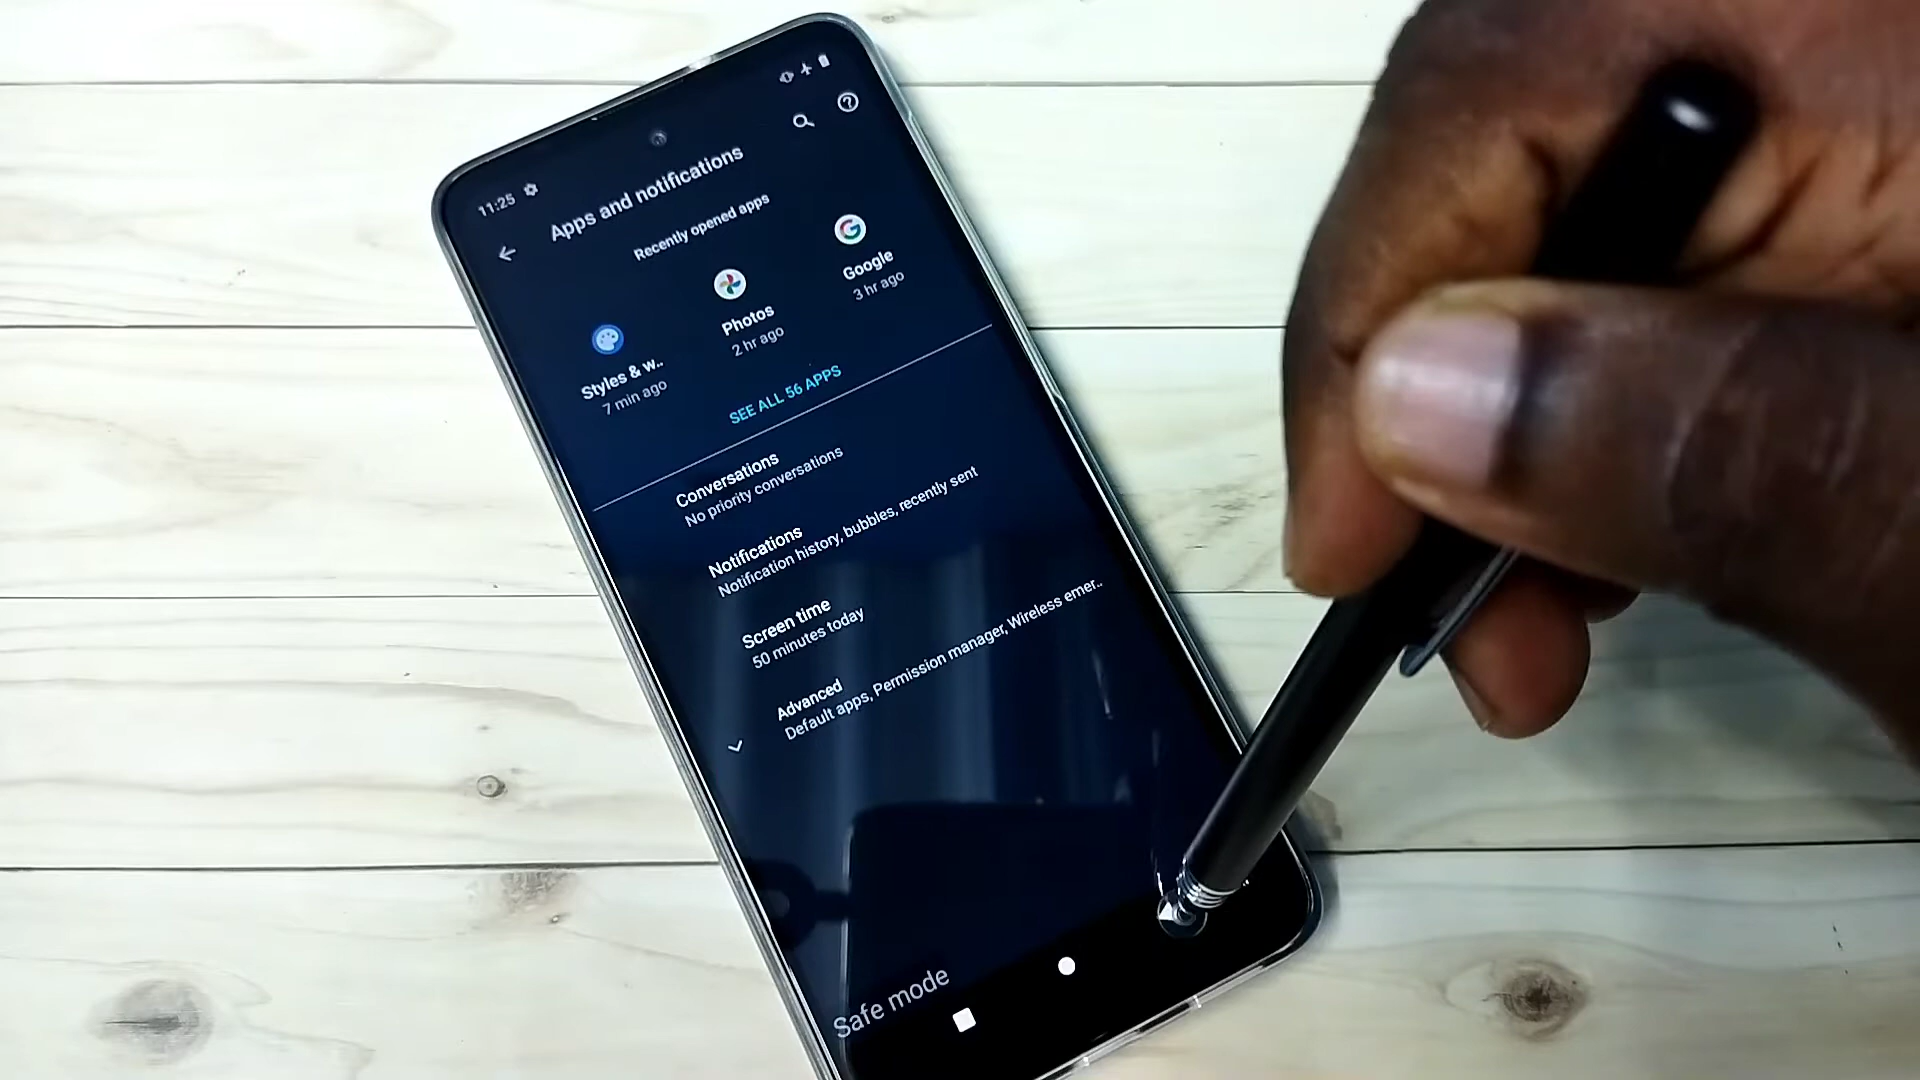 11:25
Apps and notifications
Recently opened apps
Styles & w..
7 min ago
Photos
2 hr ago
Google
3 hr ago
SEE ALL 56 APPS
Conversations
No priority conversations
Notifications
Notification history, bubbles, recently sent
Screen time
50 minutes today
Advanced
Default apps, Permission manager, Wireless emer..
Safe mode